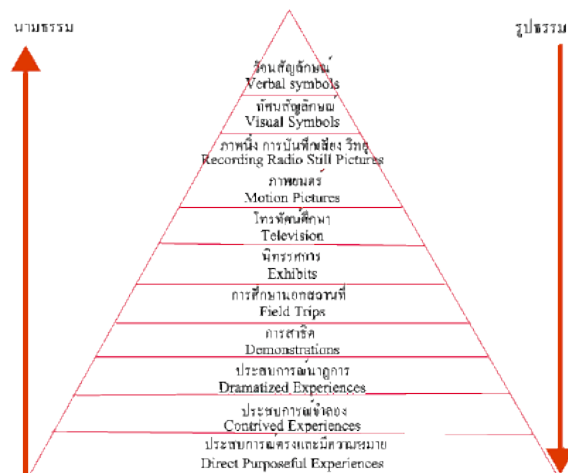 นามธรรม
รูปธรรม
วัจนสัญลักษณ์
Verbal symbols
ทัศนสัญลักษณ์
Visual Symbols
ภาพนิ่ง การบันทึกเสียง วิทยุ
Recording Radio Still Pictures
ภาพยนตร์
Motion Pictures
โทรทัศน์ศึกษา
Television
นิทรรศการ
Exhibits
การศึกษานอกสถานที่
Field Trips
การสาธิต
Demonstrations
ประสบการณ์นาฏการ
Dramatized Experiences
ประสบการณ์จำลอง
Contrived Experiences
ประสบการณ์ตรงและมีความหมาย
Direct Purposeful Experiences